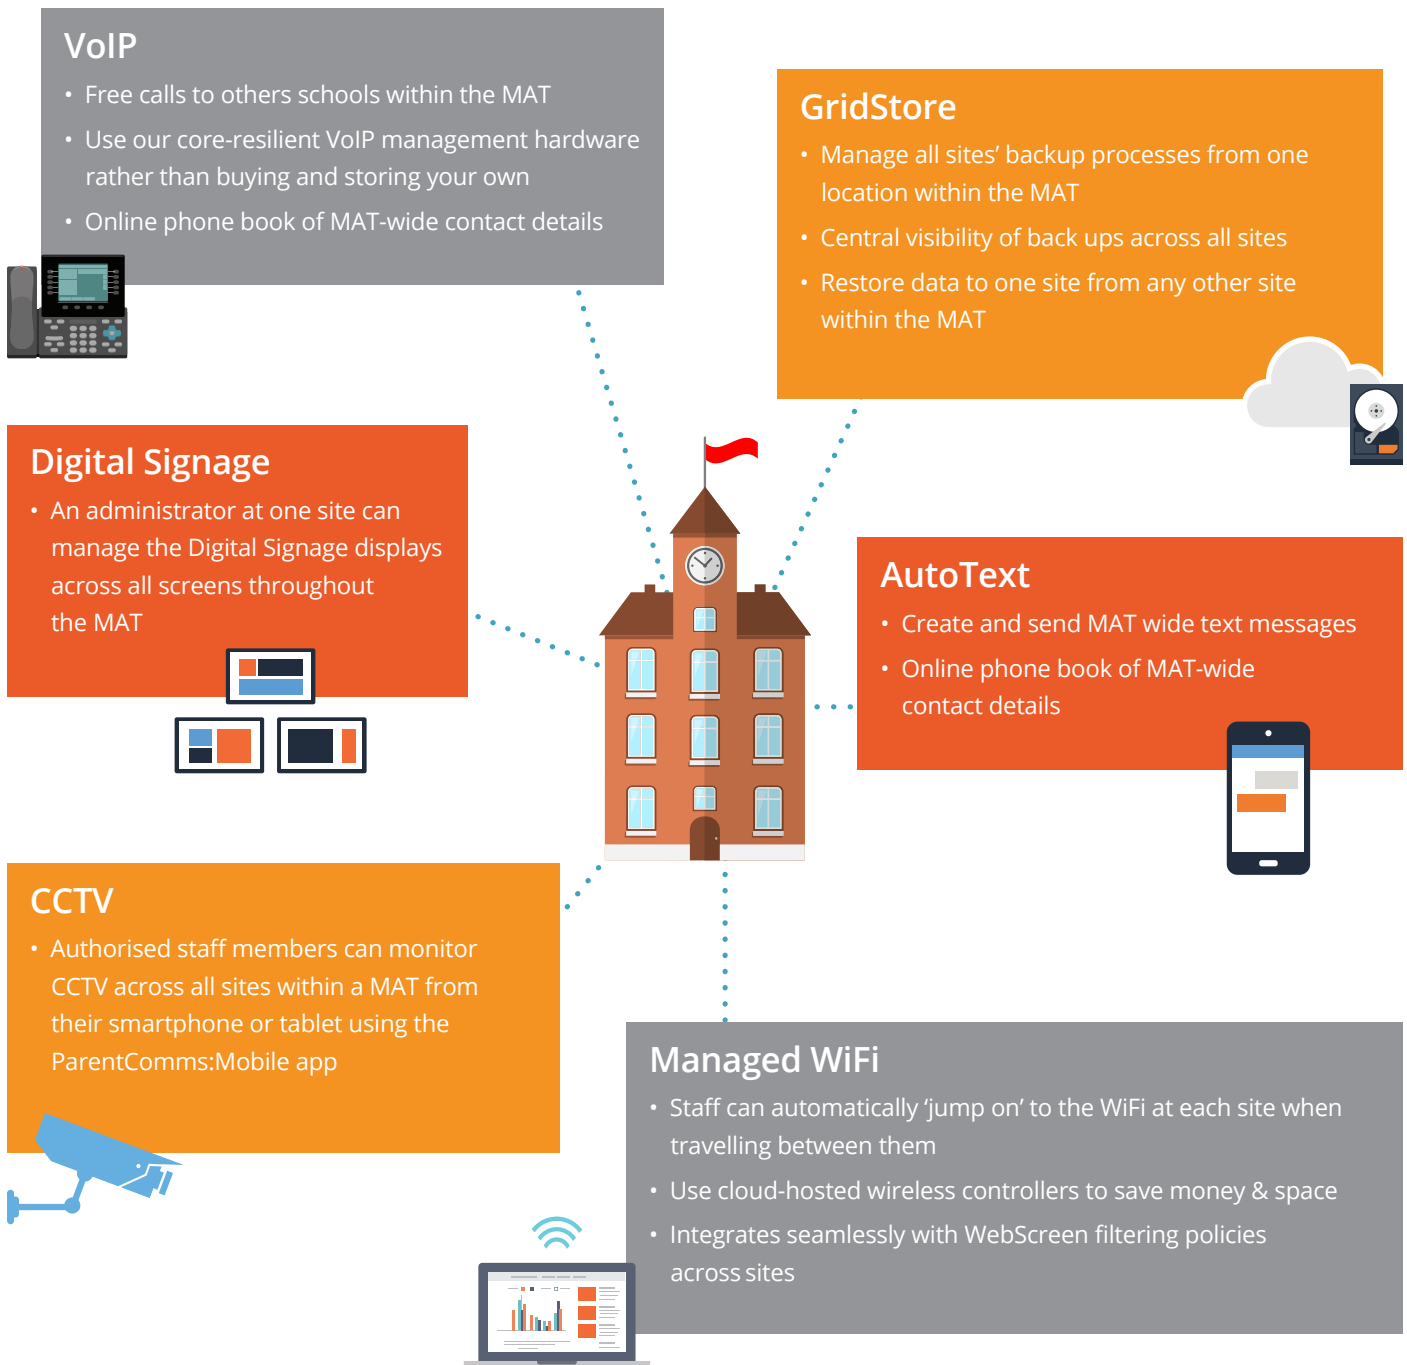 VoIP
• Free calls to others schools within the MAT
• Use our core-resilient VoIP management hardware
rather than buying and storing your own
• Online phone book of MAT-wide contact details
GridStore
• Manage all sites’ backup processes from one
location within the MAT
• Central visibility of back ups across all sites
• Restore data to one site from any other site
within the MAT
Digital Signage
• An administrator at one site can
manage the Digital Signage displays
across all screens throughout
the MAT
AutoText
• Create and send MAT wide text messages
• Online phone book of MAT-wide
contact details
CCTV
• Authorised staff members can monitor
CCTV across all sites within a MAT from
their smartphone or tablet using the
ParentComms:Mobile app
Managed WiFi
• Staff can automatically ‘jump on’ to the WiFi at each site when
travelling between them
• Use cloud-hosted wireless controllers to save money & space
• Integrates seamlessly with WebScreen filtering policies
across sites